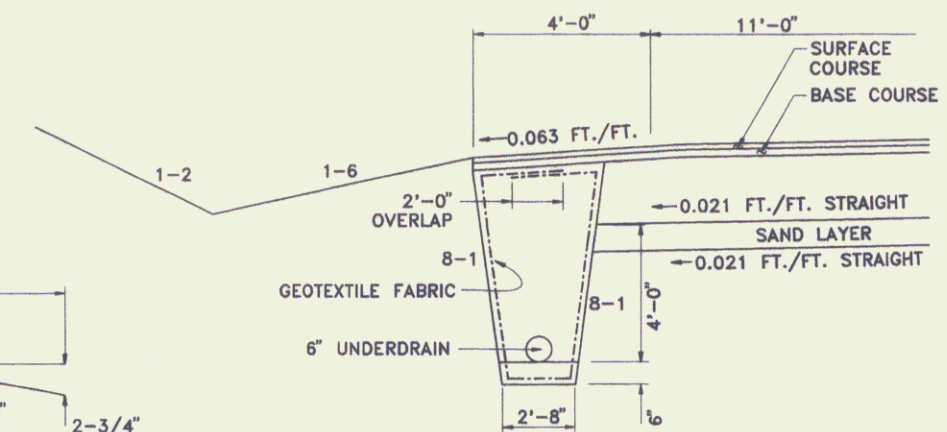 4'-0"
11'-0"
SURFACE
COURSE
BASE COURSE
0.063 FT./FT.
1-2
1-6
2'-0"
OVERLAP
0.021 FT./FT. STRAIGHT
SAND LAYER
0.021 FT./FT. STRAIGHT
8-1
GEOTEXTILE FABRIC
8-1
4'-0"
6" UNDERDRAIN
2'-8"
6"
2-3/4"